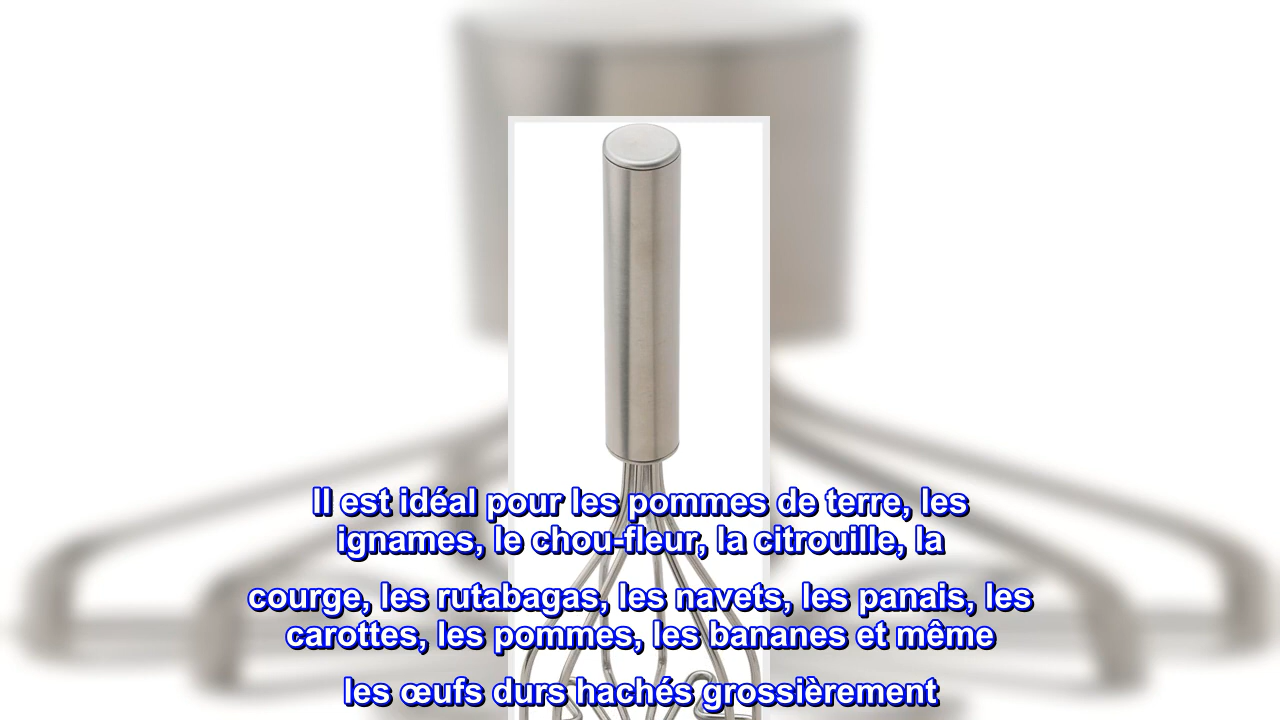 Il est idéal pour les pommes de terre, les
ignames, le chou-fleur, la citrouille, la
courge, les rutabagas, les navets, les panais, les
carottes, les pommes, les bananes et même
les œufs durs hachés grossièrement